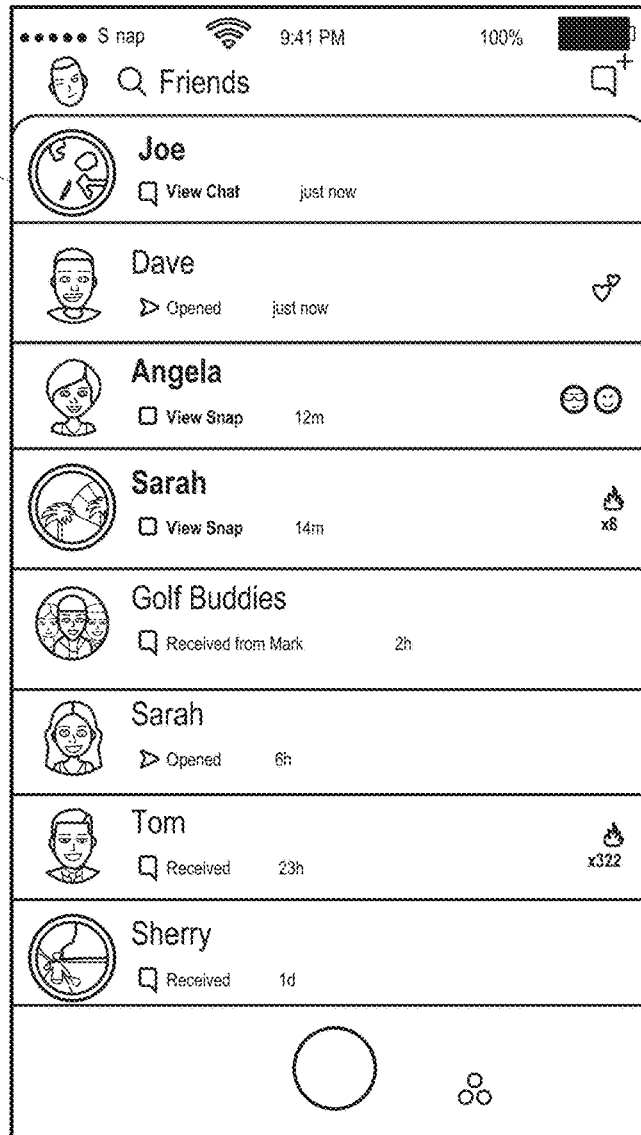 Snap 9:41 PM 100%
Friends
Joe
View Chat just now
Dave
Opened just now
Angela
View Snap 12m
Sarah
View Snap 14m
x6
Golf Buddies
Received from Mark 2h
Sarah
Opened 6h
Tom
Received 23h
x322
Sherry
Received 1d